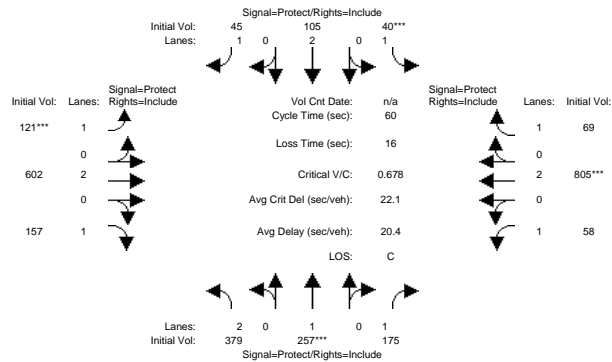 Signal=Protect/Rights=Include
Initial Vol: 45 105 40***
Lanes: 1 0 2 0 1
Signal=Protect
Initial Vol: Lanes: Rights=Include
Vol Cnt Date: n/a
Signal=Protect
Rights=Include Lanes: Initial Vol:
Cycle Time (sec): 60
121*** 1
1 69
Loss Time (sec): 16
0
0
602 2
Critical V/C: 0.678
2 805***
0
Avg Crit Del (sec/veh): 22.1
0
157 1
Avg Delay (sec/veh): 20.4
1 58
LOS: C
Lanes: 2 0 1 0 1
Initial Vol: 379 257*** 175
Signal=Protect/Rights=Include